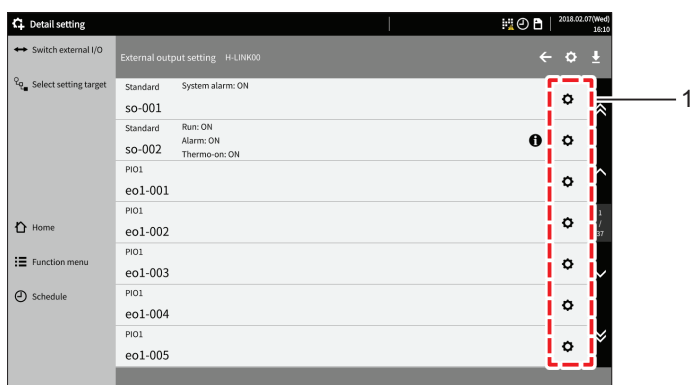 Detail setting
2018.02.07(Wed)
16:10
Switch external I/O
External output setting H-LINK00
Select setting target
Standard System alarm: ON
so-001
1
Standard Run: ON
so-002 Alarm: ON
Thermo-on: ON
PIO1
eo1-001
PIO1
eo1-002
1
/
37
Home
PIO1
eo1-003
Function menu
PIO1
eo1-004
Schedule
PIO1
eo1-005